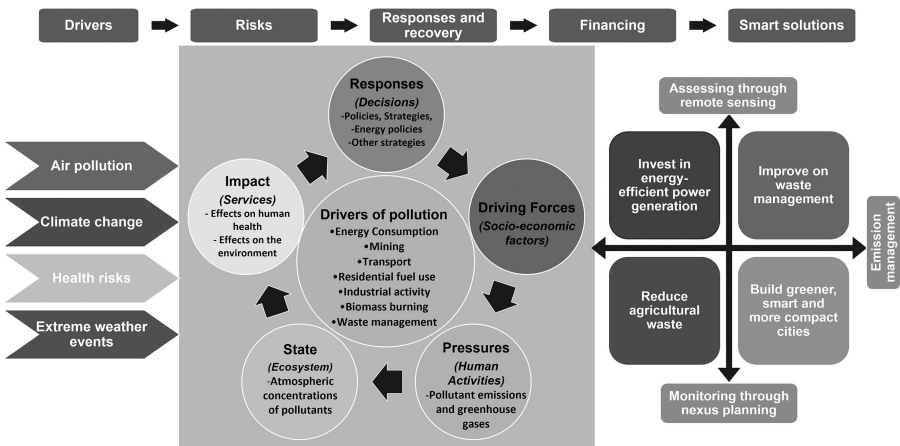 Drivers
Risks
Responses and
recovery
Financing
Smart solutions
Air pollution
Climate change
Health risks
Extreme weather
events
Responses
(Decisions)
-Policies, Strategies,
-Energy policies
-Other strategies
Impact
(Services)
- Effects on human
health
- Effects on the
environment
Drivers of pollution
•Energy Consumption
•Mining
•Transport
•Residential fuel use
•Industrial activity
•Biomass burning
•Waste management
Driving Forces
(Socio-economic
factors)
State
(Ecosystem)
-Atmospheric
concentrations
of pollutants
Pressures
(Human
Activities)
-Pollutant emissions
and greenhouse
gases
Assessing through
remote sensing
Invest in
energy-
efficient power
generation
Improve on
waste
management
Reduce
agricultural
waste
Build greener,
smart and
more compact
cities
Emission
management
Monitoring through
nexus planning